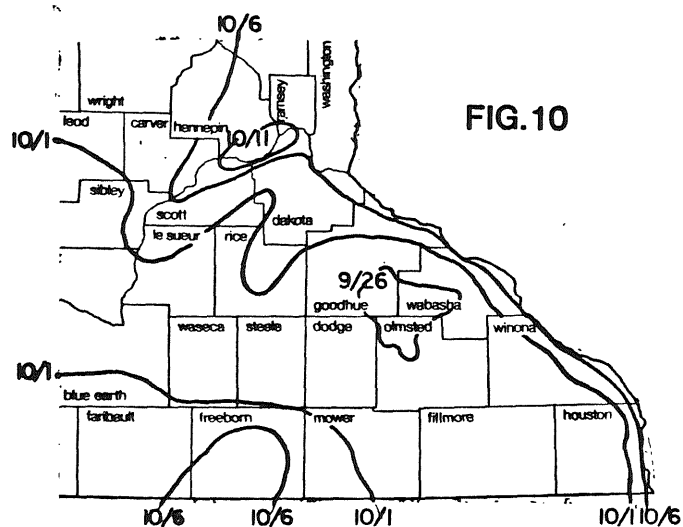 10/6
washington
ramsey
wright
FIG.10
leod
carver
hennepin
10/11
10/1
sibley
scott
dakota
le sueur
rice
9/26
goodhue
wabasha
waseca
steele
dodge
olmsted
winona
10/1
blue earth
faribault
freeborn
mower
fillmore
houston
10/6
10/6
10/1
10/1
10/6